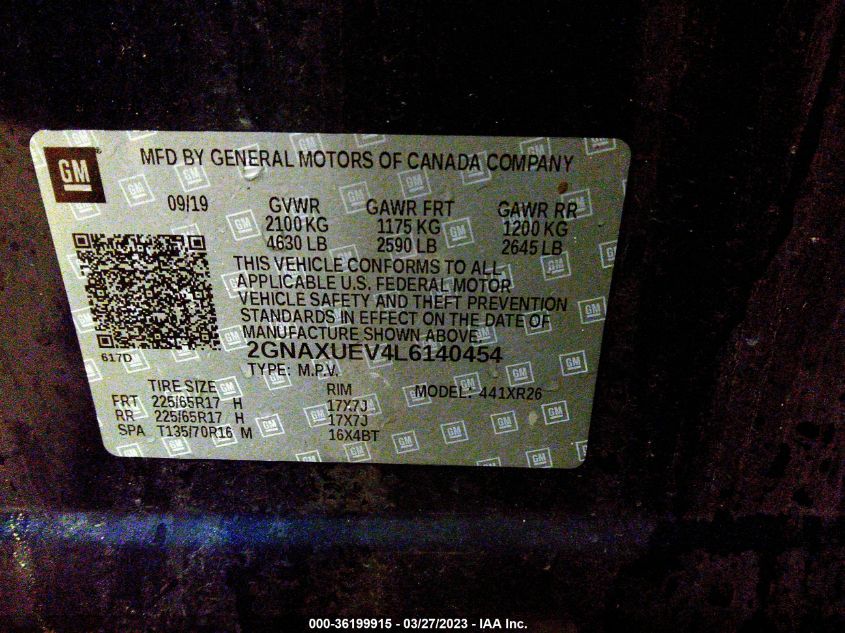 GM
MFD BY GENERAL MOTORS OF CANADA COMPANY
09/19 GVWR GAWR FRT GAWR RR
2100 KG 1175 KG 1200 KG
4630 LB 2590 LB 2645 LB
THIS VEHICLE CONFORMS TO ALL
APPLICABLE U.S. FEDERAL MOTOR
VEHICLE SAFETY AND THEFT PREVENTION
STANDARDS IN EFFECT ON THE DATE OF
MANUFACTURE SHOWN ABOVE.
617D 2GNAXUEV4L6140454
TYPE: M.P.V.
TIRE SIZE RIM MODEL: 441XR26
FRT 225/65R17 H 17X7J
RR 225/65R17 H 17X7J
SPA T135/70R16 M 16X4BT
000-36199915 - 03/27/2023 - IAA Inc.